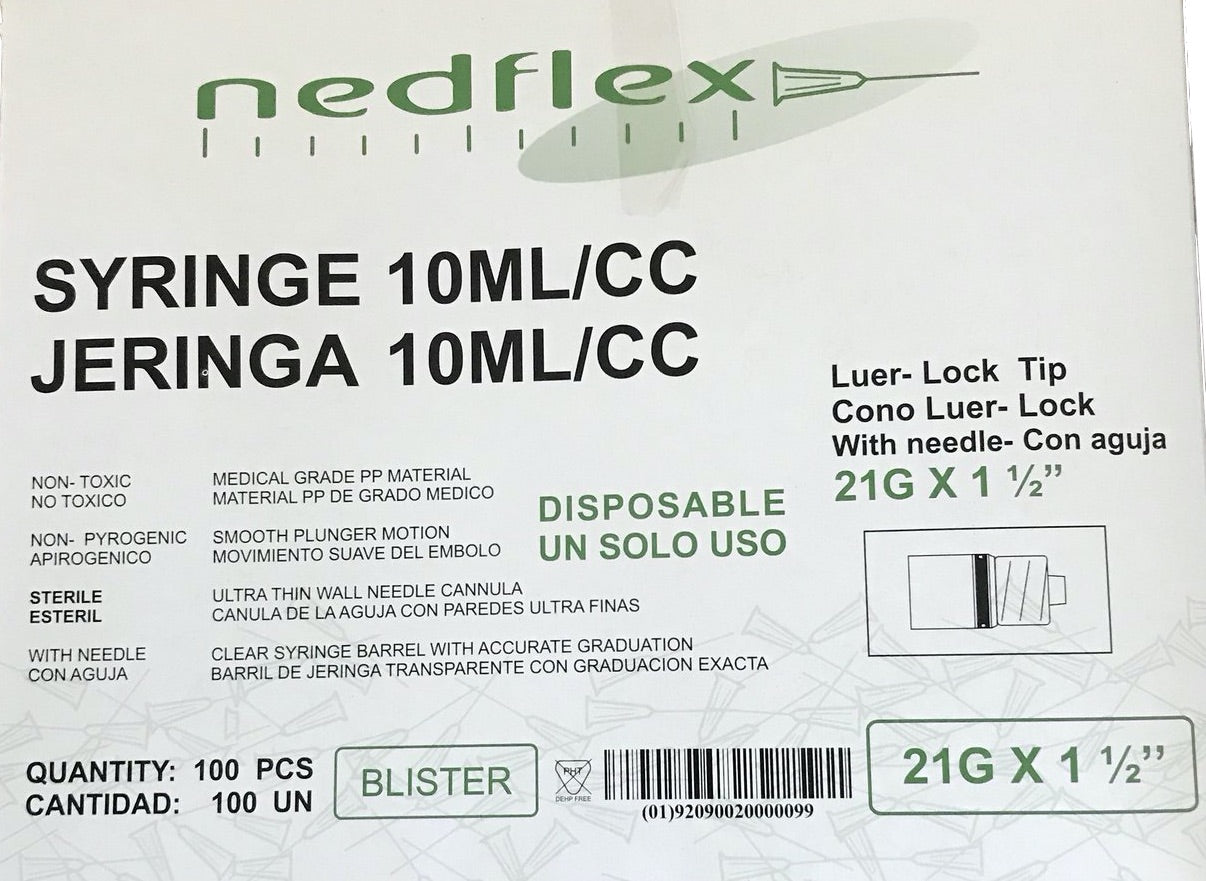 nedflex
SYRINGE 10ML/CC
JERINGA 10ML/CC
Luer- Lock Tip
Cono Luer- Lock
With needle- Con aguja
21G X 1 ½”
NON- TOXIC
NO TOXICO
MEDICAL GRADE PP MATERIAL
MATERIAL PP DE GRADO MEDICO
NON- PYROGENIC
APIROGENICO
SMOOTH PLUNGER MOTION
MOVIMIENTO SUAVE DEL EMBOLO
DISPOSABLE
UN SOLO USO
STERILE
ESTERIL
ULTRA THIN WALL NEEDLE CANNULA
CANULA DE LA AGUJA CON PAREDES ULTRA FINAS
WITH NEEDLE
CON AGUJA
CLEAR SYRINGE BARREL WITH ACCURATE GRADUATION
BARRIL DE JERINGA TRANSPARENTE CON GRADUACION EXACTA
QUANTITY: 100 PCS
CANTIDAD: 100 UN
BLISTER
PHT
DEHP FREE
(01)92090020000099
21G X 1 ½”